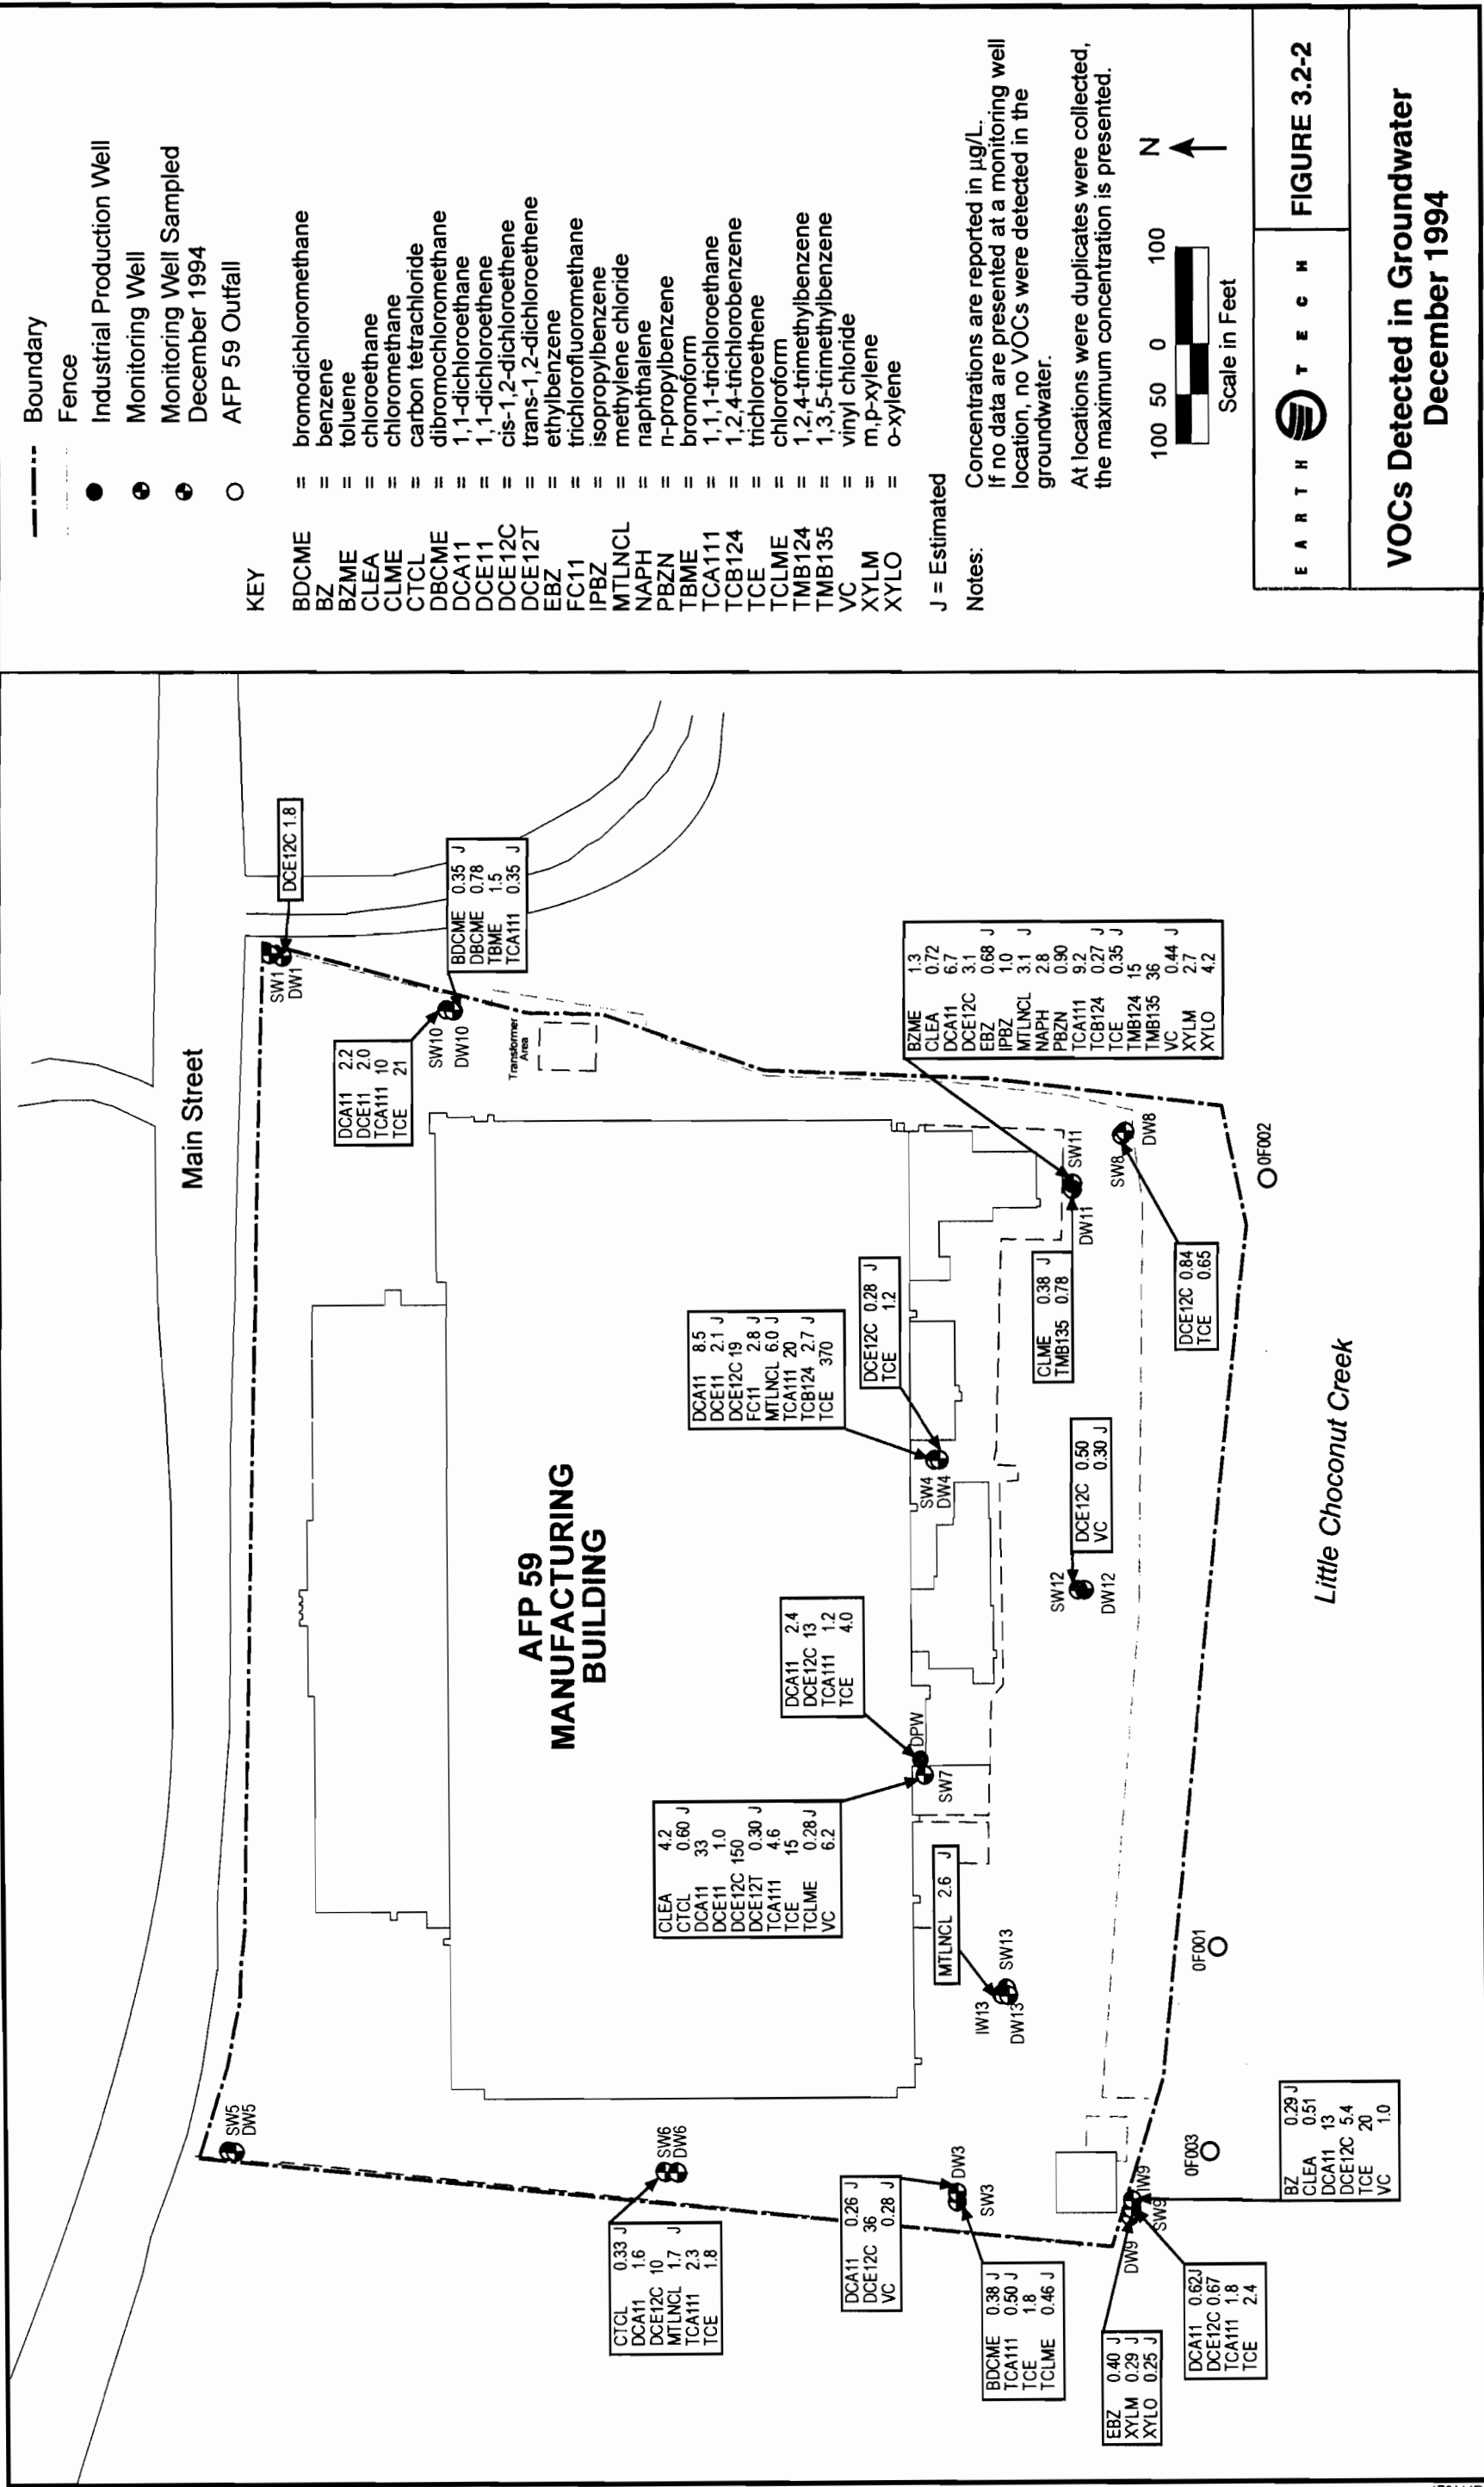 Main Street
AFP 59
MANUFACTURING
BUILDING
Transformer
Area
Little Choconut Creek
SW5
DW5
SW6
DW6
CTCL 0.33 J
DCA11 1.6
DCE12C 10
MTLNCL 1.7 J
TCA111 2.3
TCE 1.8
DCA11 0.26 J
DCE12C 36
VC 0.28 J
DW3
SW3
BDCME 0.38 J
TCA111 0.50 J
TCE 1.8
TCLME 0.46 J
EBZ 0.40 J
XYLM 0.29 J
XYLO 0.25 J
DW9
SW9
IW9
DCA11 0.62J
DCE12C 0.67
TCA111 1.8
TCE 2.4
BZ 0.29 J
CLEA 0.51
DCA11 13
DCE12C 5.4
TCE 20
VC 1.0
0F003
0F001
0F002
MTLNCL 2.6 J
IW13
SW13
DW13
CLEA 4.2
CTCL 0.60 J
DCA11 33
DCE11 1.0
DCE12C 150
DCE12T 0.30 J
TCA111 4.6
TCE 15
TCLME 0.28 J
VC 6.2
SW7
DPW
DCA11 2.4
DCE12C 13
TCA111 1.2
TCE 4.0
SW12
DW12
DCE12C 0.50
VC 0.30 J
DCA11 8.5
DCE11 2.1 J
DCE12C 19
FC11 2.8 J
MTLNCL 6.0 J
TCA111 20
TCB124 2.7 J
TCE 370
SW4
DW4
DCE12C 0.28 J
TCE 1.2
CLME 0.38 J
TMB135 0.78
DW11
SW11
BZME 1.3
CLEA 0.72
DCA11 6.7
DCE12C 3.1
EBZ 0.68 J
IPBZ 1.0
MTLNCL 3.1 J
NAPH 2.8
PBZN 0.90
TCA111 9.2
TCB124 0.27 J
TCE 0.35 J
TMB124 15
TMB135 36
VC 0.44 J
XYLM 2.7
XYLO 4.2
SW8
DW8
DCE12C 0.84
TCE 0.65
DCA11 2.2
DCE11 2.0
TCA111 10
TCE 21
SW10
DW10
BDCME 0.35 J
DBCME 0.78
TBME 1.5
TCA111 0.35 J
SW1
DW1
DCE12C 1.8
Boundary
Fence
Industrial Production Well
Monitoring Well
Monitoring Well Sampled
December 1994
AFP 59 Outfall
KEY
BDCME = bromodichloromethane
BZ = benzene
BZME = toluene
CLEA = chloroethane
CLME = chloromethane
CTCL = carbon tetrachloride
DBCME = dibromochloromethane
DCA11 = 1,1-dichloroethane
DCE11 = 1,1-dichloroethene
DCE12C = cis-1,2-dichloroethene
DCE12T = trans-1,2-dichloroethene
EBZ = ethylbenzene
FC11 = trichlorofluoromethane
IPBZ = isopropylbenzene
MTLNCL = methylene chloride
NAPH = naphthalene
PBZN = n-propylbenzene
TBME = bromoform
TCA111 = 1,1,1-trichloroethane
TCB124 = 1,2,4-trichlorobenzene
TCE = trichloroethene
TCLME = chloroform
TMB124 = 1,2,4-trimethylbenzene
TMB135 = 1,3,5-trimethylbenzene
VC = vinyl chloride
XYLM = m,p-xylene
XYLO = o-xylene
J = Estimated
Notes: Concentrations are reported in µg/L.
If no data are presented at a monitoring well
location, no VOCs were detected in the
groundwater.
At locations were duplicates were collected,
the maximum concentration is presented.
100 50 0 100
Scale in Feet
N
EARTH TECH
FIGURE 3.2-2
VOCs Detected in Groundwater
December 1994